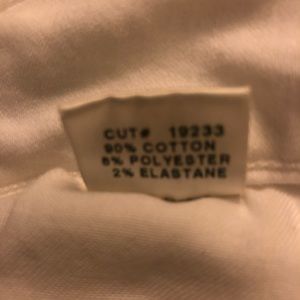 CUT# 19233
90% COTTON
8% POLYESTER
2% ELASTANE